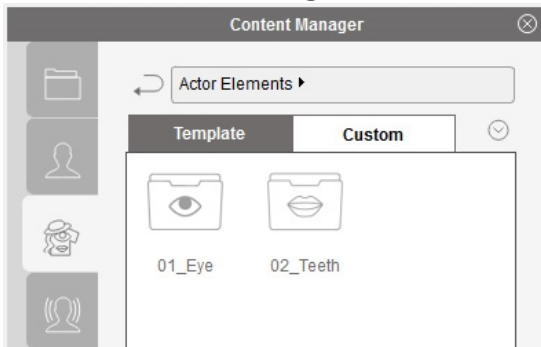 Content Manager
Actor Elements
Template Custom
01_Eye 02_Teeth